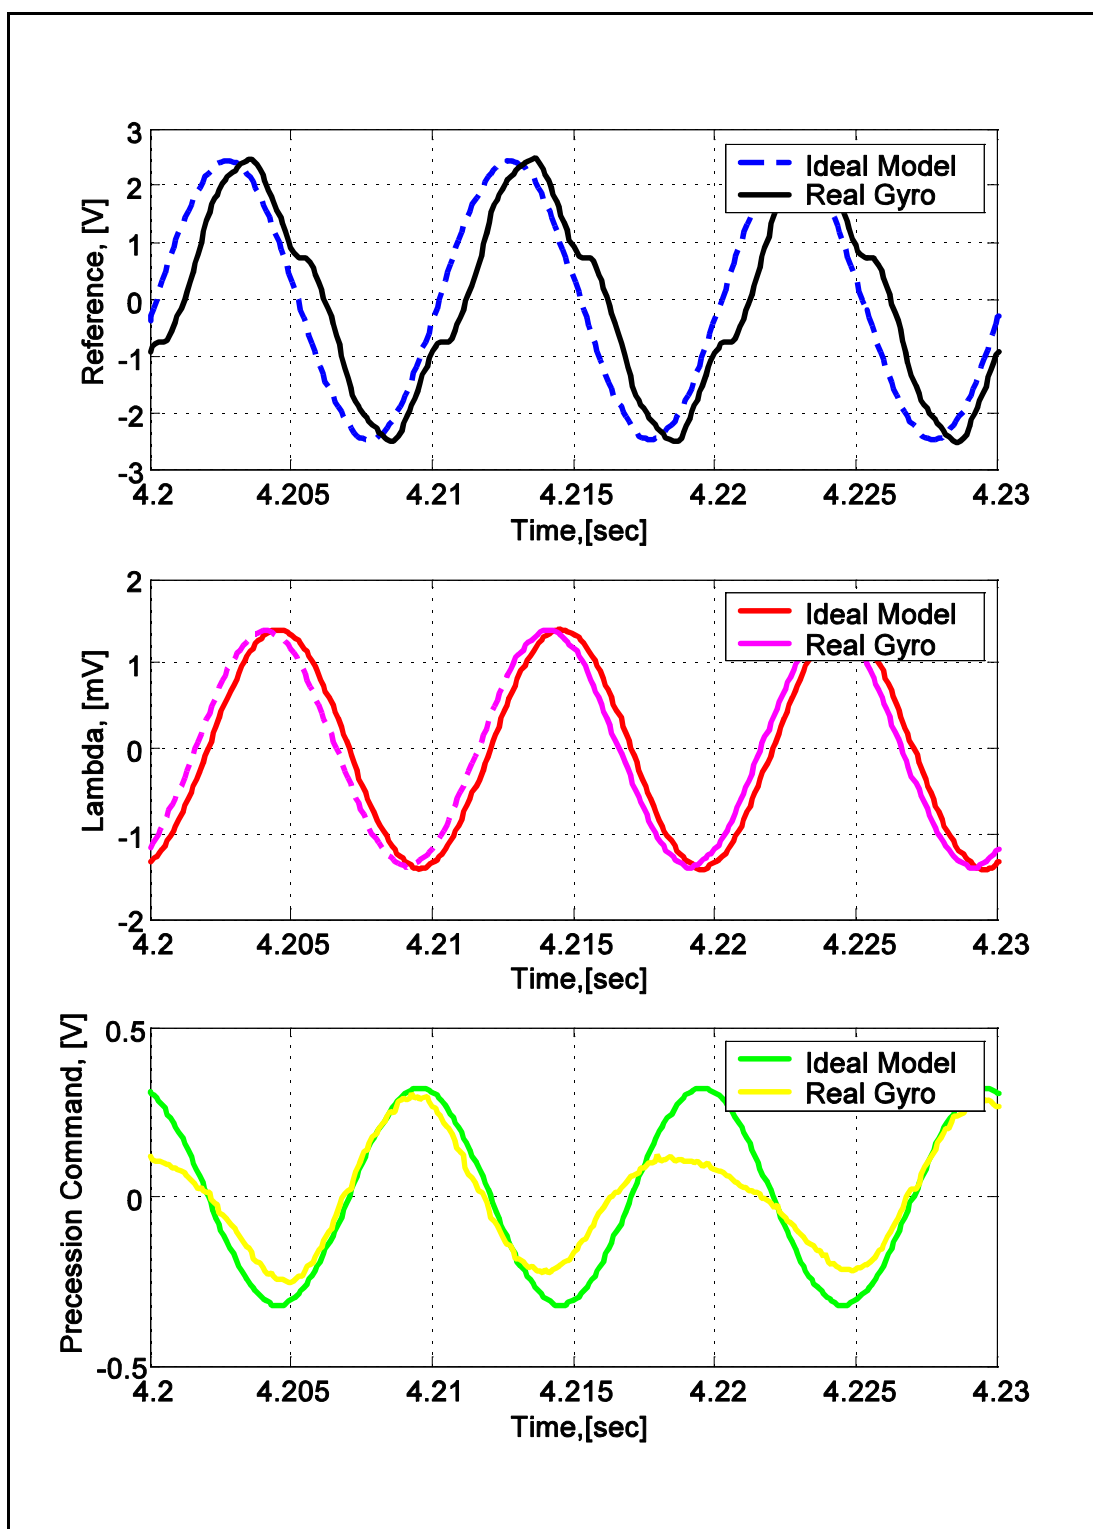 3
2
1
0
-1
-2
-3
Reference, [V]
Ideal Model
Real Gyro
4.2 4.205 4.21 4.215 4.22 4.225 4.23
Time,[sec]
2
1
0
-1
-2
Lambda, [mV]
Ideal Model
Real Gyro
4.2 4.205 4.21 4.215 4.22 4.225 4.23
Time,[sec]
0.5
0
-0.5
Precession Command, [V]
Ideal Model
Real Gyro
4.2 4.205 4.21 4.215 4.22 4.225 4.23
Time,[sec]